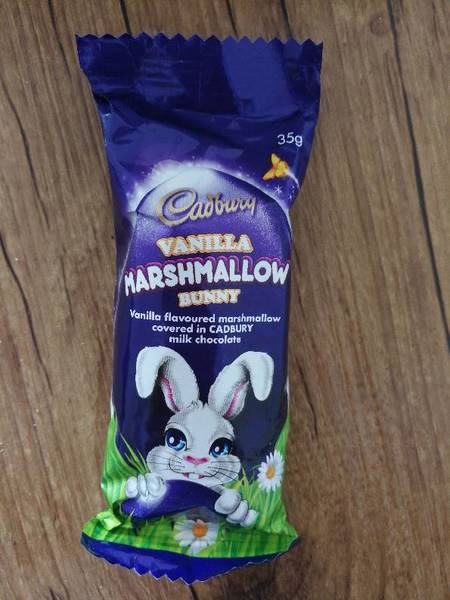 35g
Cadbury
VANILLA
MARSHMALLOW
BUNNY
Vanilla flavoured marshmallow
covered in CADBURY
milk chocolate